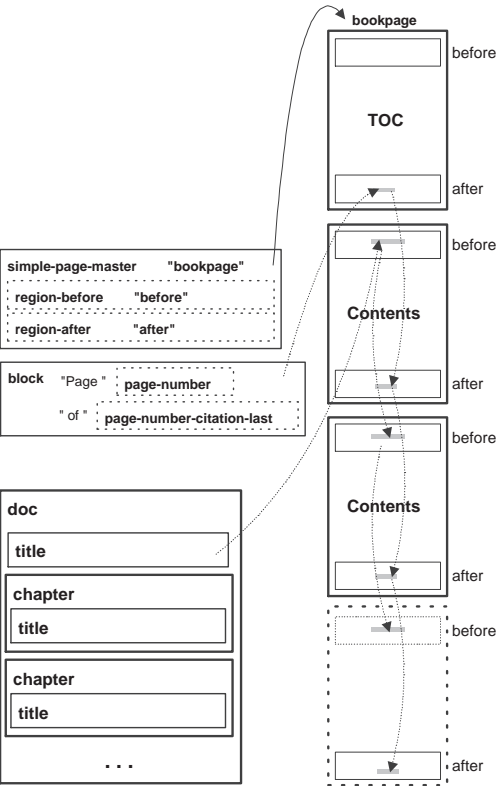 bookpage
before
TOC
after
before
simple-page-master "bookpage"
region-before "before"
region-after "after"
Contents
block "Page " page-number
" of " page-number-citation-last
after
before
Contents
after
doc
title
chapter
title
chapter
title
. . .
before
after